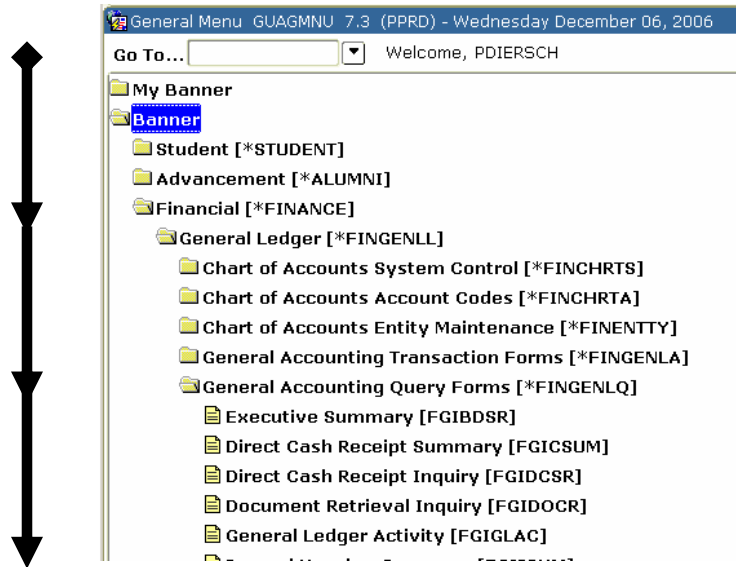 General Menu GUAGMNU 7.3 (PPRD) - Wednesday December 06, 2006
Go To... Welcome, PDIERSCH
My Banner
Banner
Student [*STUDENT]
Advancement [*ALUMNI]
Financial [*FINANCE]
General Ledger [*FINGENLL]
Chart of Accounts System Control [*FINCHRTS]
Chart of Accounts Account Codes [*FINCHRTA]
Chart of Accounts Entity Maintenance [*FINENTTY]
General Accounting Transaction Forms [*FINGENLA]
General Accounting Query Forms [*FINGENLQ]
Executive Summary [FGIBDSR]
Direct Cash Receipt Summary [FGICSUM]
Direct Cash Receipt Inquiry [FGIDCSR]
Document Retrieval Inquiry [FGIDOCR]
General Ledger Activity [FGIGLAC]